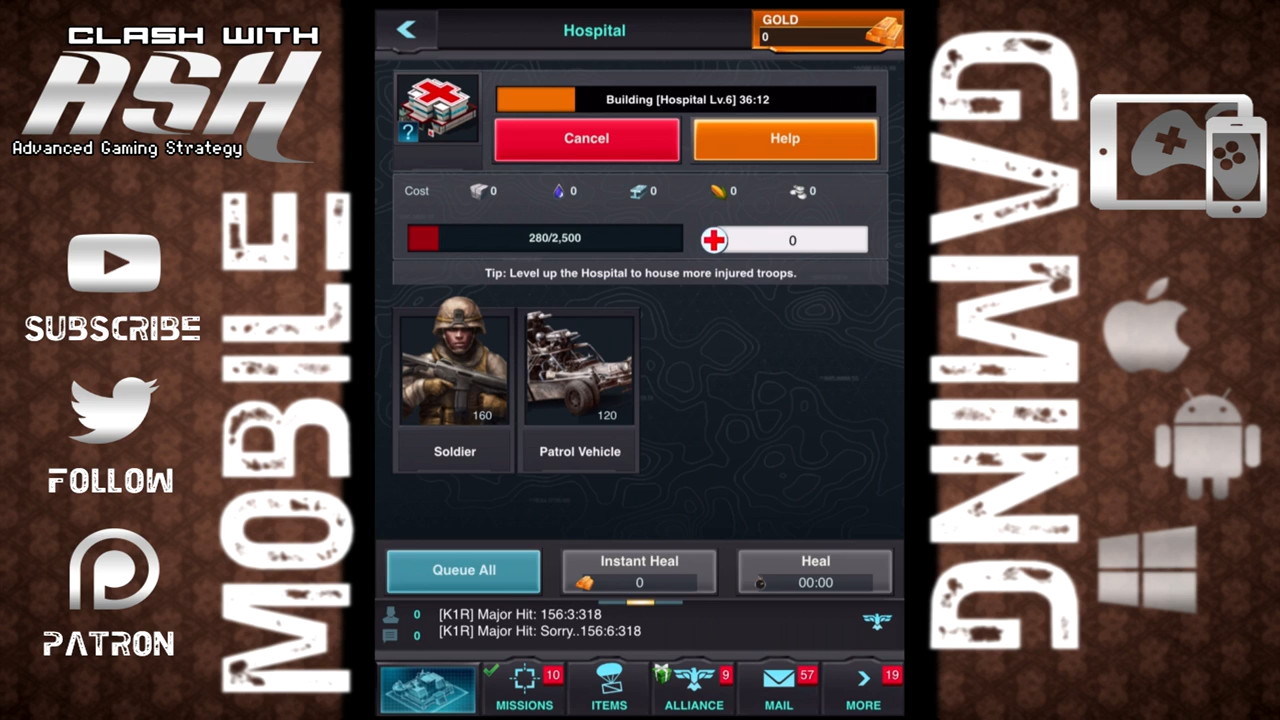 CLASH WITH
ASH
Advanced Gaming Strategy
SUBSCRIBE
FOLLOW
PATRON
MOBILE
Hospital
GOLD
0
Building [Hospital Lv.6] 36:12
?
Cancel
Help
Cost 0 0 0 0 0
280/2,500
0
Tip: Level up the Hospital to house more injured troops.
160
120
Soldier
Patrol Vehicle
Queue All
Instant Heal
0
Heal
00:00
0 [K1R] Major Hit: 156:3:318
0 [K1R] Major Hit: Sorry..156:6:318
10
9
57
19
MISSIONS
ITEMS
ALLIANCE
MAIL
MORE
GAMING